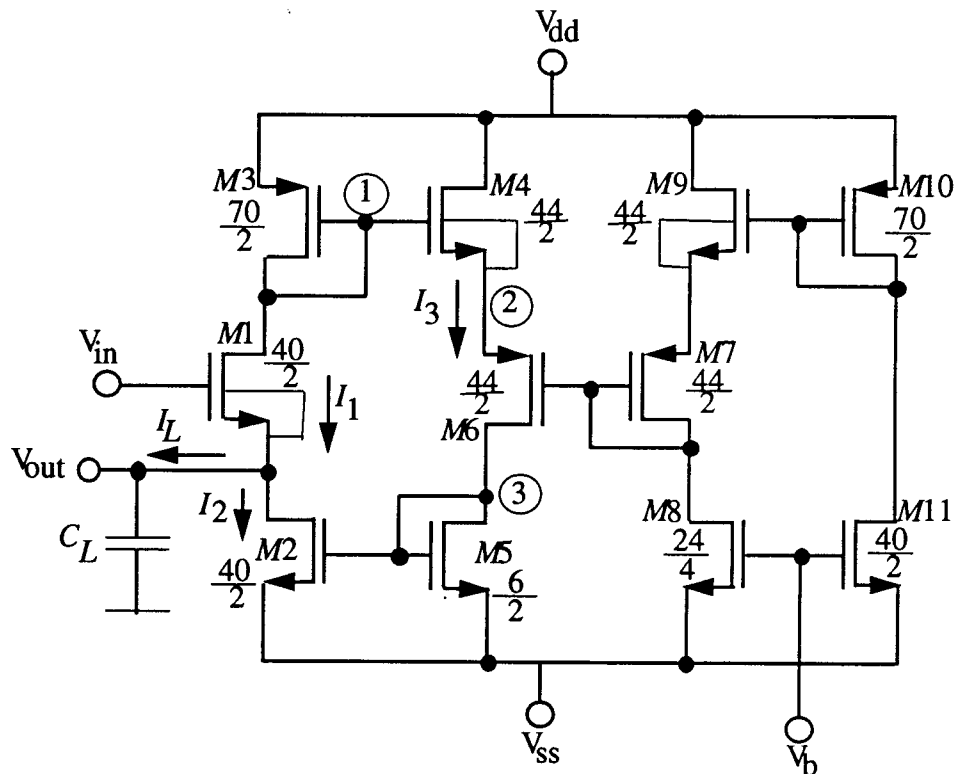 Vdd
M3
70/2
1
M4
44/2
M9
44/2
M10
70/2
I3
2
Vin
M1
40/2
I1
44/2
M6
M7
44/2
IL
Vout
I2
3
CL
M2
40/2
M5
6/2
M8
24/4
M11
40/2
Vss
Vb